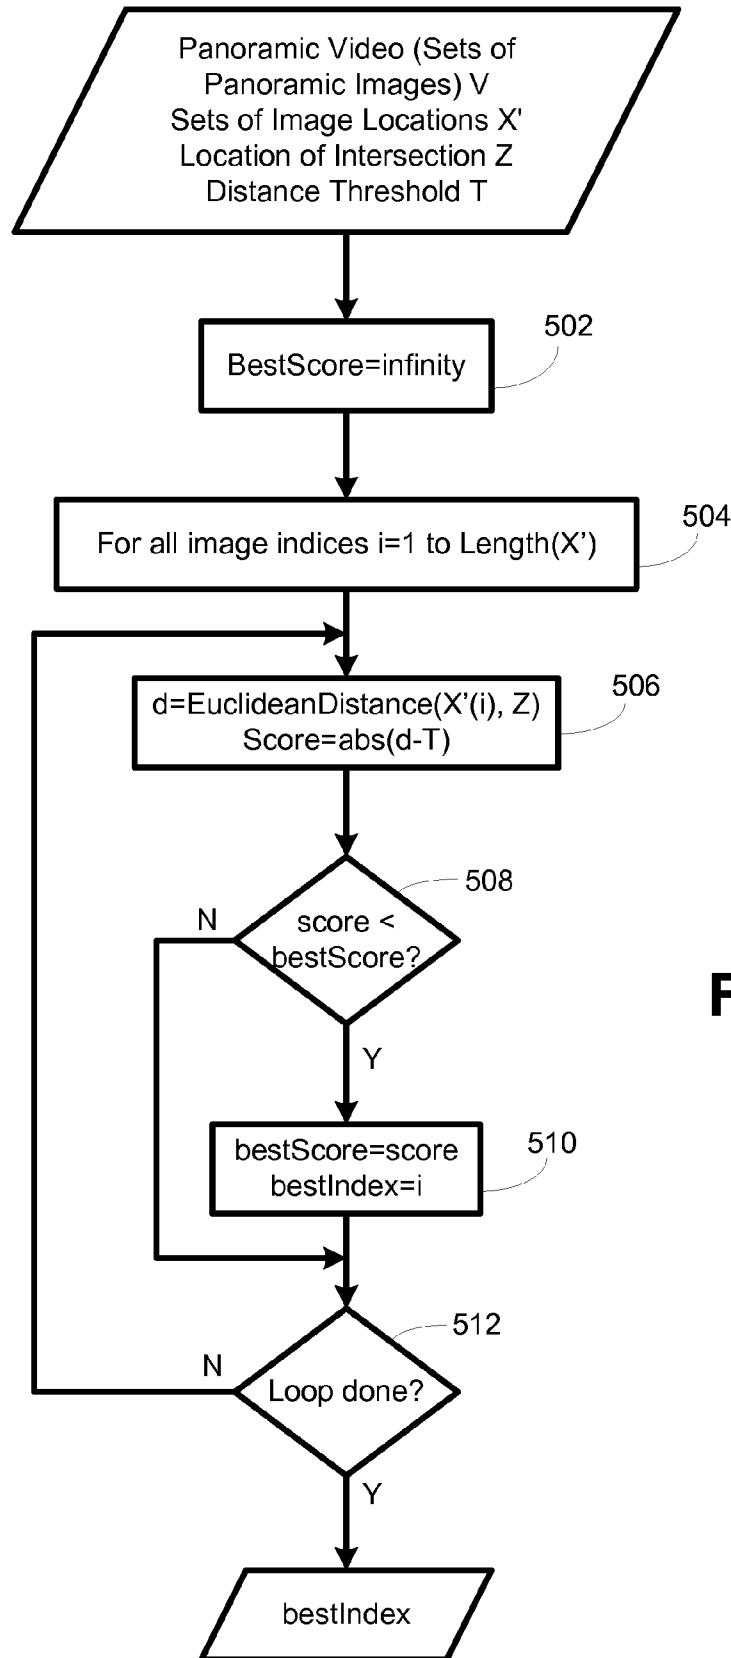 Panoramic Video (Sets of
Panoramic Images) V
Sets of Image Locations X'
Location of Intersection Z
Distance Threshold T
502
BestScore=infinity
504
For all image indices i=1 to Length(X’)
506
d=EuclideanDistance(X’(i), Z)
Score=abs(d-T)
508
N
score <
bestScore?
Y
510
bestScore=score
bestIndex=i
512
N
Loop done?
Y
bestIndex